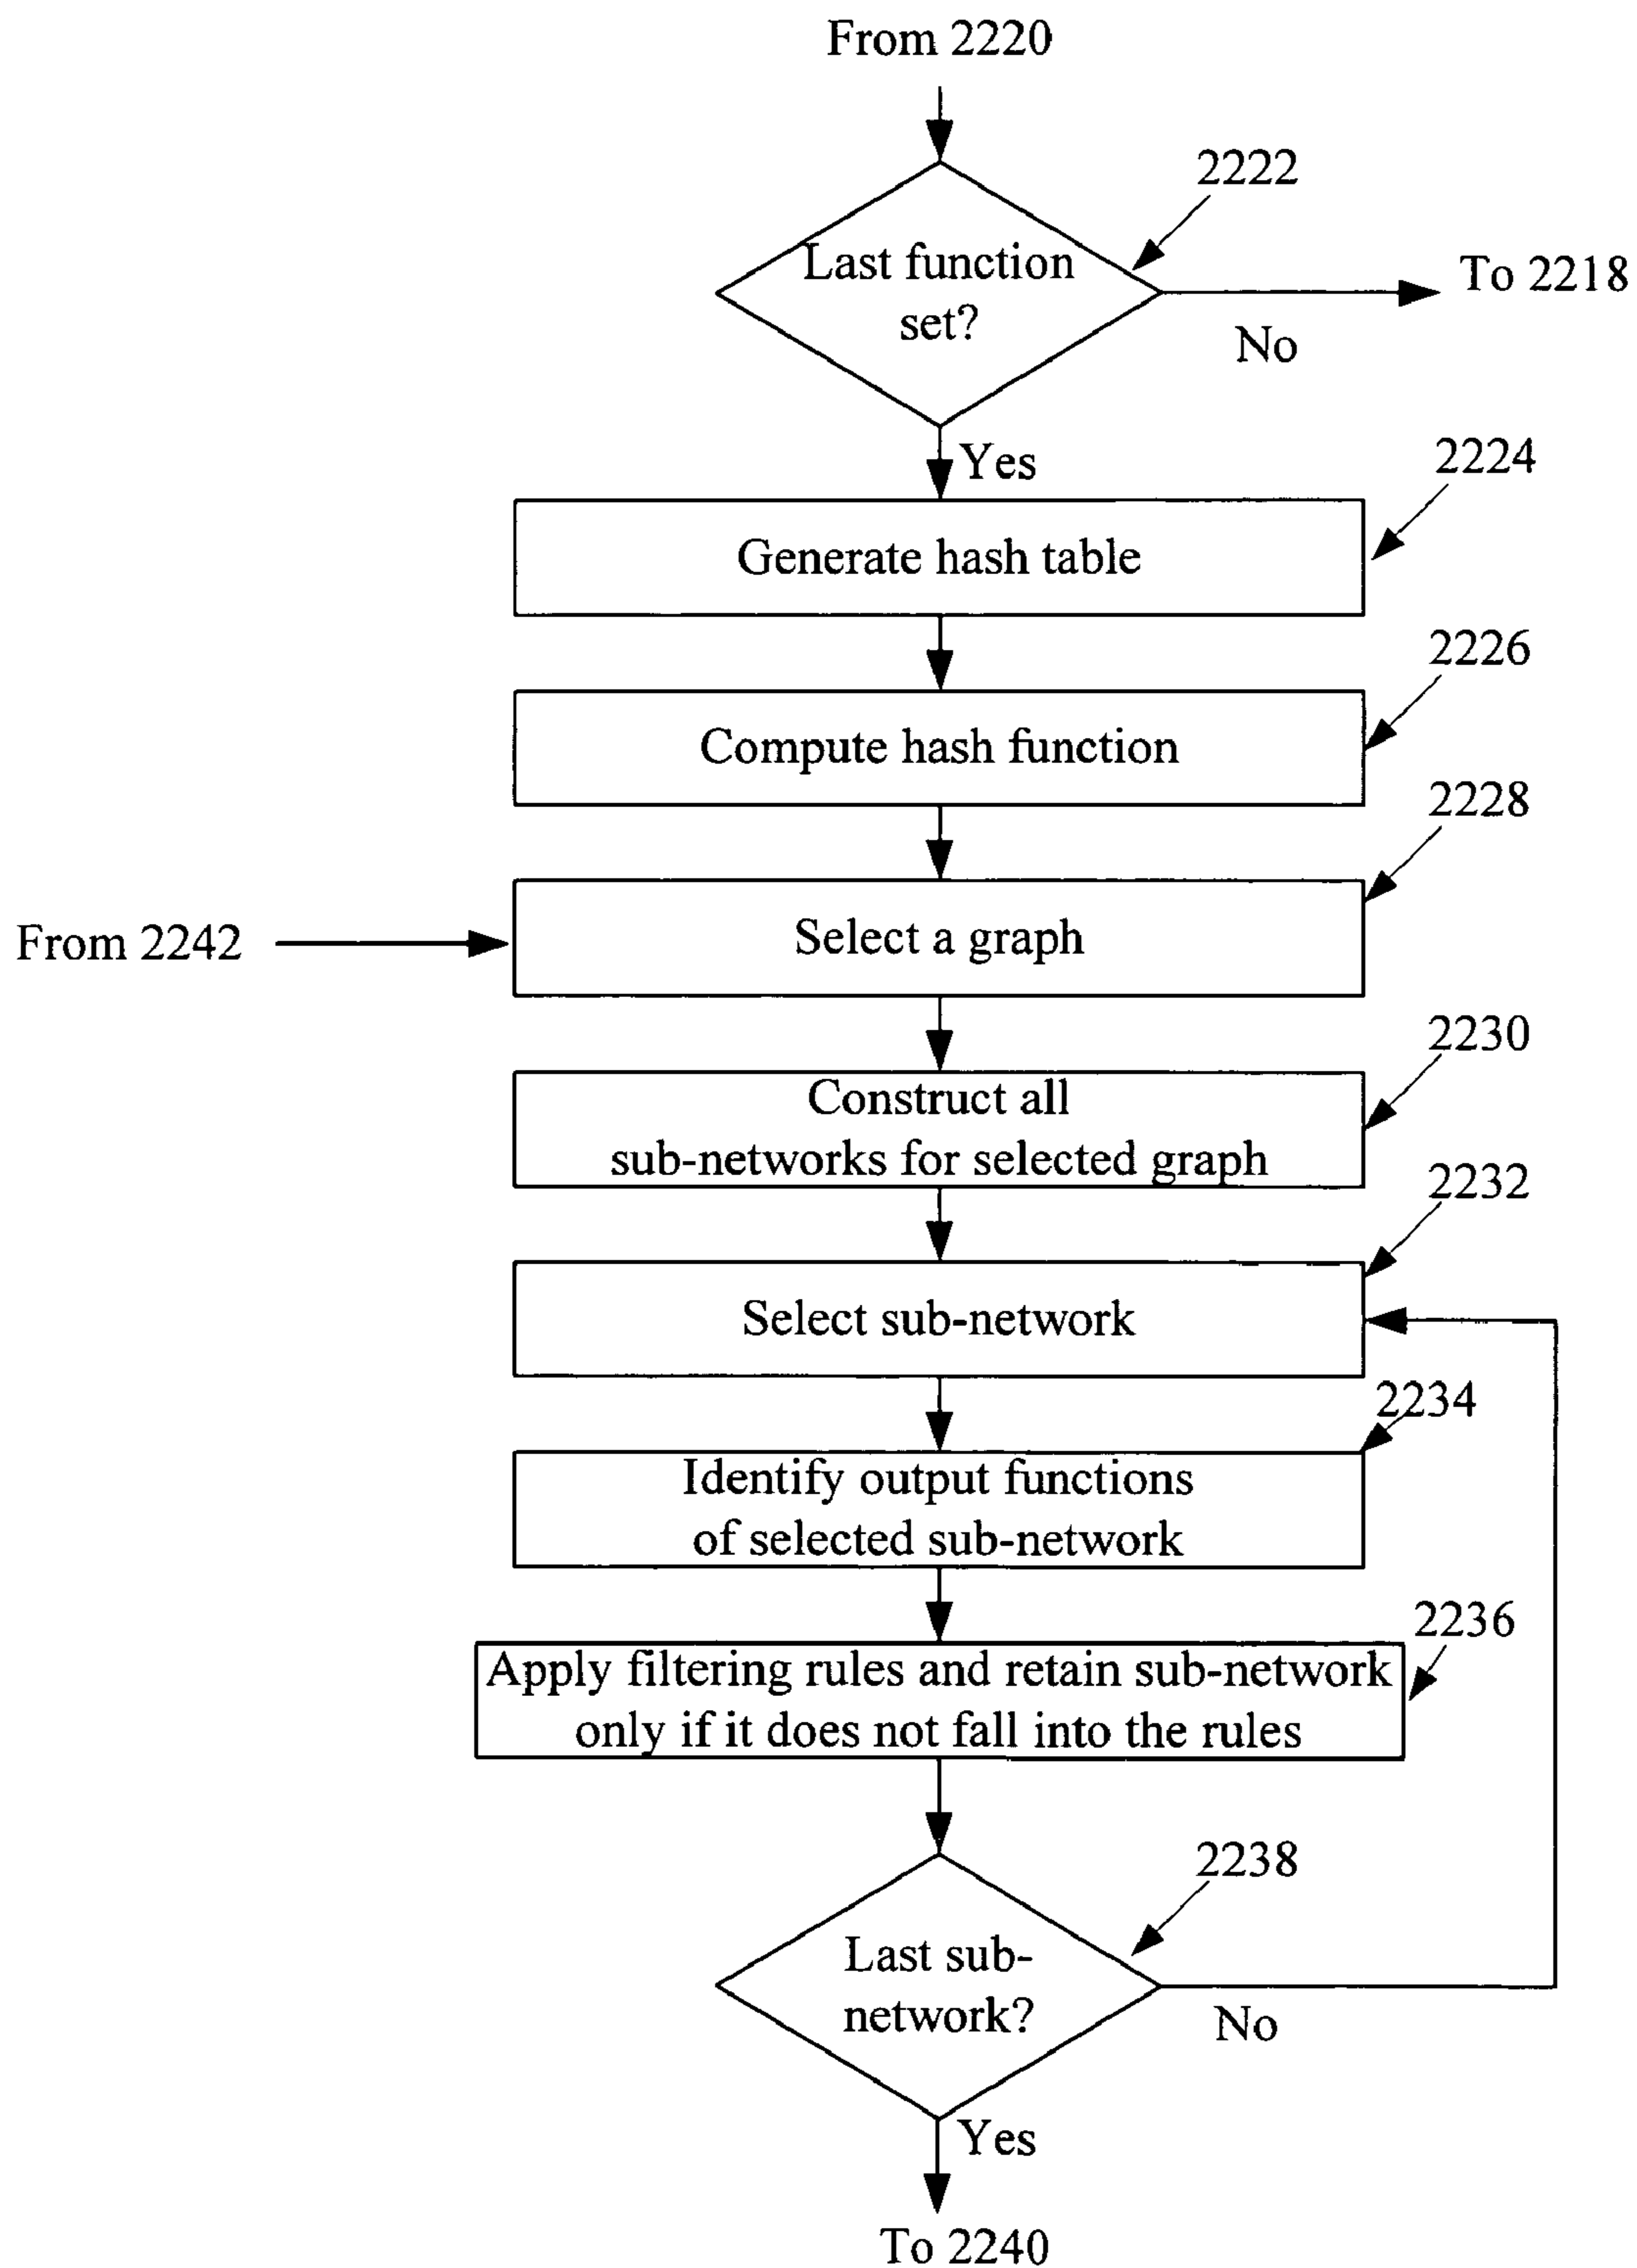 From 2220
2222
Last function
set?
To 2218
No
Yes
2224
Generate hash table
2226
Compute hash function
2228
Select a graph
From 2242
2230
Construct all
sub-networks for selected graph
2232
Select sub-network
2234
Identify output functions
of selected sub-network
2236
Apply filtering rules and retain sub-network
only if it does not fall into the rules
2238
Last sub-
network?
No
Yes
To 2240